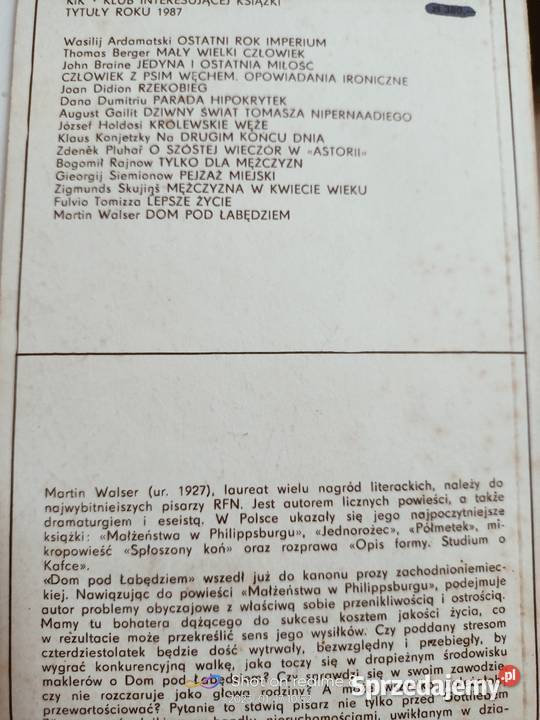 KIK • KLUB INTERESUJĄCEJ KSIĄŻKI
TYTUŁY ROKU 1987
Wasilij Ardamatski OSTATNI ROK IMPERIUM
Thomas Berger MAŁY WIELKI CZŁOWIEK
John Braine JEDYNA I OSTATNIA MIŁOŚĆ
CZŁOWIEK Z PSIM WĘCHEM. OPOWIADANIA IRONICZNE
Joan Didion RZEKOBIEG
Dana Dumitriu PARADA HIPOKRYTEK
August Gailit DZIWNY ŚWIAT TOMASZA NIPERNAADIEGO
József Holdosi KRÓLEWSKIE WĘŻE
Klaus Konjetzky Na DRUGIM KOŃCU DNIA
Zdeněk Pluhař O SZÓSTEJ WIECZÓR W «ASTORII»
Bogomił Rajnow TYLKO DLA MĘŻCZYZN
Gieorgij Siemionow PEJZAŻ MIEJSKI
Zigmunds Skujiņš MĘŻCZYZNA W KWIECIE WIEKU
Fulvio Tomizza LEPSZE ŻYCIE
Martin Walser DOM POD ŁABĘDZIEM
Martin Walser (ur. 1927), laureat wielu nagród literackich, należy do
najwybitniejszych pisarzy RFN. Jest autorem licznych powieści, a także
dramaturgiem i eseistą. W Polsce ukazały się jego najpoczytniejsze
książki: «Małżeństwa w Philippsburgu», «Jednorożec», «Półmetek», mi-
kropowieść «Spłoszony koń» oraz rozprawa «Opis formy. Studium o
Kafce».
«Dom pod Łabędziem» wszedł już do kanonu prozy zachodnioniemiec-
kiej. Nawiązując do powieści «Małżeństwa w Philippsburgu», podejmuje
autor problemy obyczajowe z właściwą sobie przenikliwością i ostrością.
Mamy tu bohatera dążącego do sukcesu kosztem jakości życia, co
w rezultacie może przekreślić sens jego wysiłków. Czy poddany stresom
czterdziestolatek będzie dość wytrwały, bezwzględny i przebiegły, by
wygrać konkurencyjną walkę, jaka toczy się w drapieżnym środowisku
maklerów o Dom pod Łabędziem? Czy sprawdzi się w swoim zawodzie,
czy nie rozczaruje jako głowa rodziny? A może
przewartościować? Pytanie to stawia pisarz nie tylko przed
handlu nieruchomościami, uwikłanym w dzia-
Shot on realme
Sprzedajemy.pl